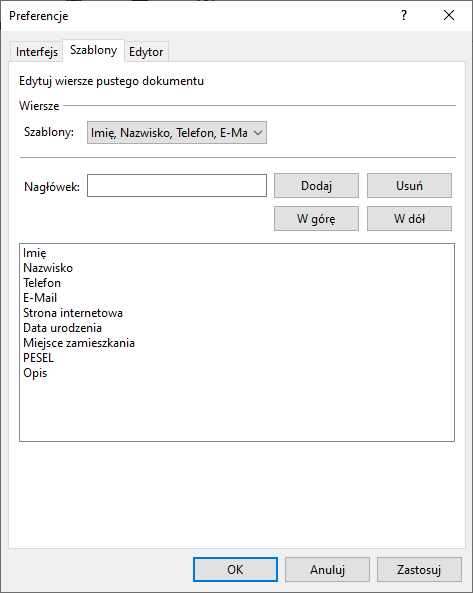 Preferencje
?
Interfejs Szablony Edytor
Edytuj wiersze pustego dokumentu
Wiersze
Szablony: Imię, Nazwisko, Telefon, E-Ma
Nagłówek: Dodaj Usuń
W górę W dół
Imię
Nazwisko
Telefon
E-Mail
Strona internetowa
Data urodzenia
Miejsce zamieszkania
PESEL
Opis
OK Anuluj Zastosuj